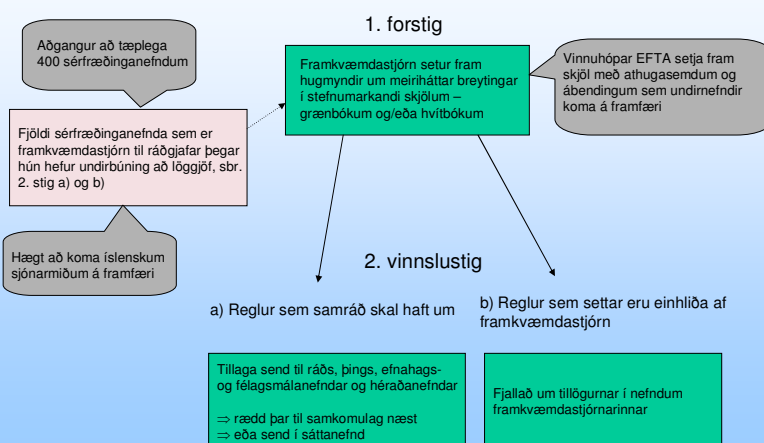 1. forstig
Aðgangur að tæplega
400 sérfræðinganefndum
Framkvæmdastjórn setur fram
hugmyndir um meiriháttar breytingar
í stefnumarkandi skjölum –
grænbókum og/eða hvítbókum
Vinnuhópar EFTA setja fram
skjöl með athugasemdum og
ábendingum sem undirnefndir
koma á framfæri
Fjöldi sérfræðinganefnda sem er
framkvæmdastjórn til ráðgjafar þegar
hún hefur undirbúning að löggjöf, sbr.
2. stig a) og b)
Hægt að koma íslenskum
sjónarmiðum á framfæri
2. vinnslustig
a) Reglur sem samráð skal haft um
b) Reglur sem settar eru einhliða af
framkvæmdastjórn
Tillaga send til ráðs, þings, efnahags-
og félagsmálanefndar og héraðanefndar
⇒ rædd þar til samkomulag næst
⇒ eða send í sáttanefnd
Fjallað um tillögurnar í nefndum
framkvæmdastjórnarinnar